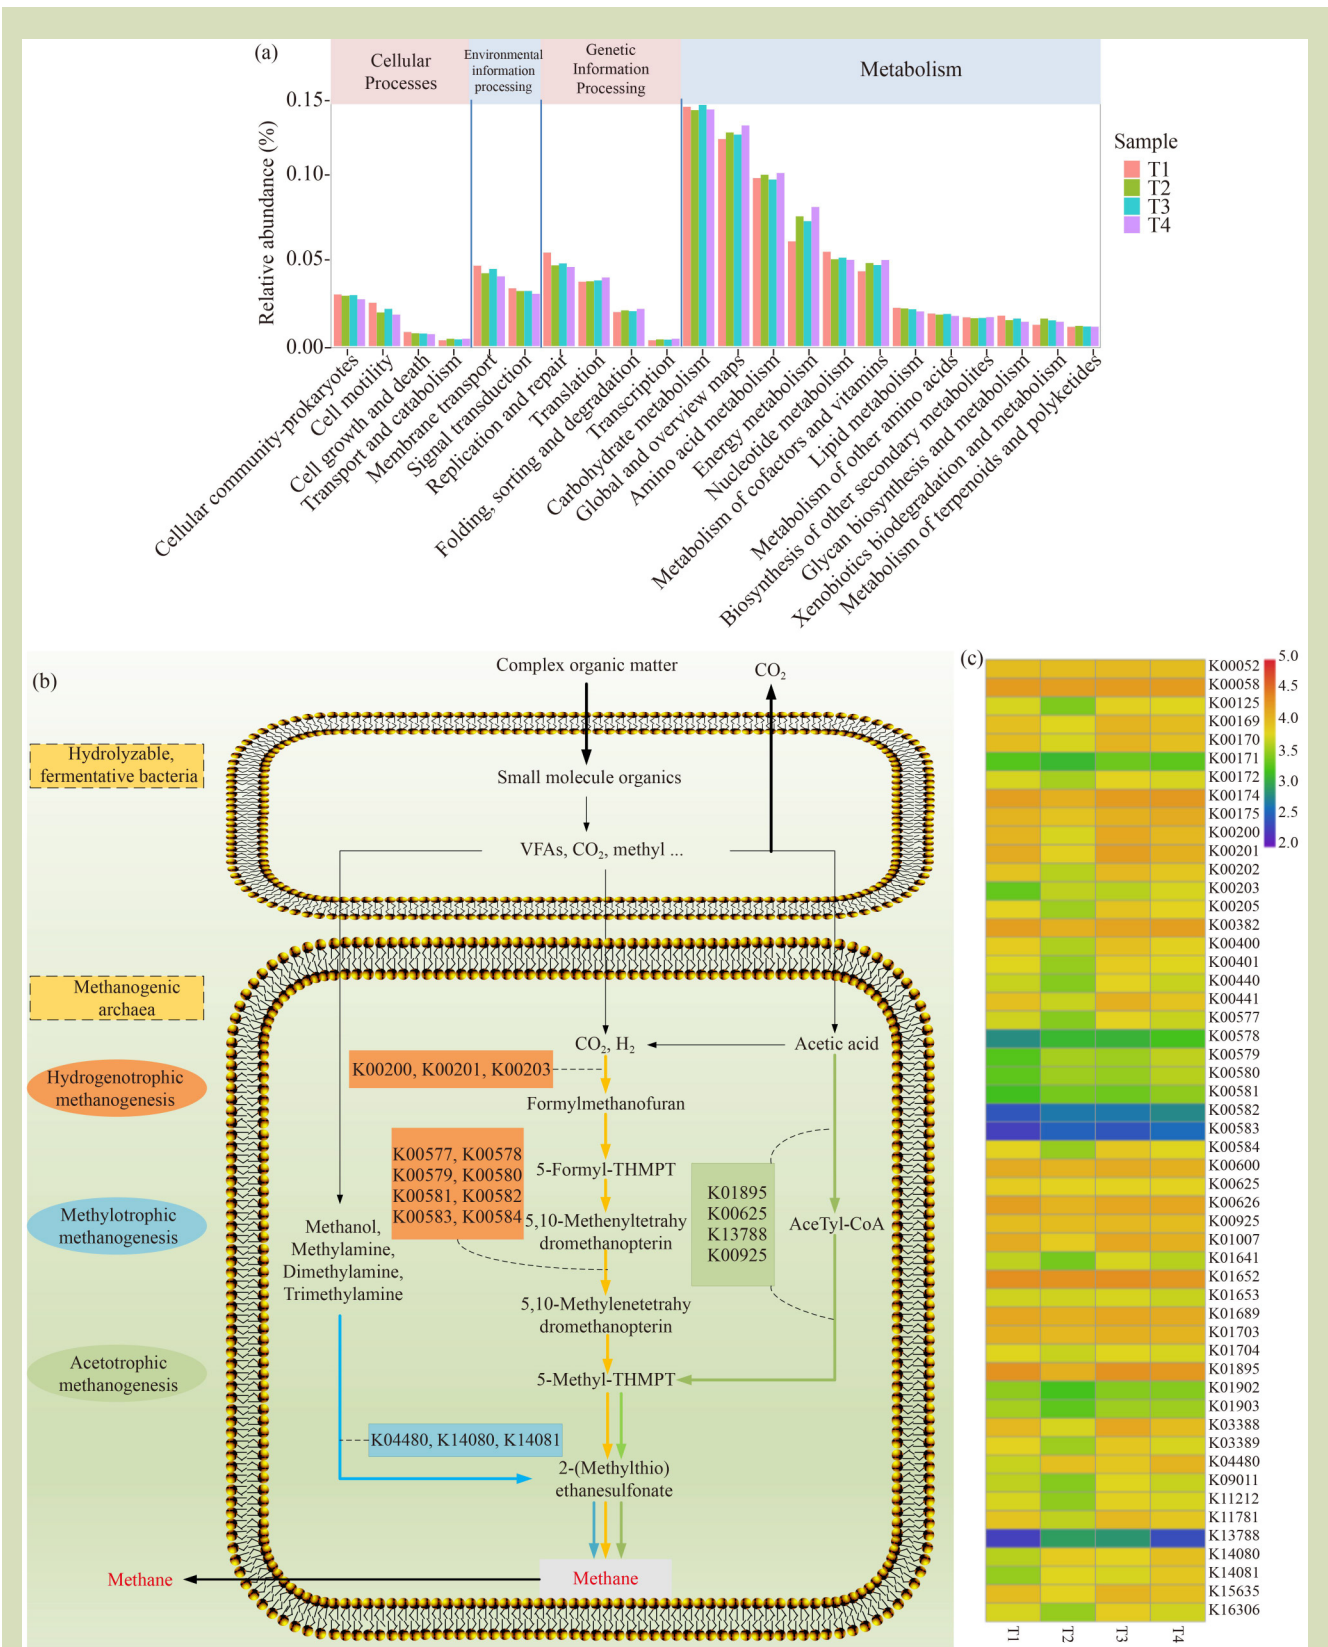 (a)
Cellular
Processes
Environmental
information
processing
Genetic
Information
Processing
Metabolism
Relative abundance (%)
0.15
0.10
0.05
0.00
Sample
T1
T2
T3
T4
Cellular community-prokaryotes
Cell motility
Cell growth and death
Transport and catabolism
Membrane transport
Signal transduction
Replication and repair
Translation
Folding, sorting and degradation
Transcription
Carbohydrate metabolism
Global and overview maps
Amino acid metabolism
Energy metabolism
Nucleotide metabolism
Metabolism of cofactors and vitamins
Lipid metabolism
Metabolism of other amino acids
Biosynthesis of other secondary metabolites
Glycan biosynthesis and metabolism
Xenobiotics biodegradation and metabolism
Metabolism of terpenoids and polyketides
(b)
Complex organic matter
CO₂
Hydrolyzable,
fermentative bacteria
Small molecule organics
VFAs, CO₂, methyl ...
Methanogenic
archaea
CO₂, H₂
Acetic acid
Hydrogenotrophic
methanogenesis
K00200, K00201, K00203
Formylmethanofuran
K00577, K00578
K00579, K00580
K00581, K00582
K00583, K00584
5-Formyl-THMPT
K01895
K00625
K13788
K00925
Methylotrophic
methanogenesis
Methanol,
Methylamine,
Dimethylamine,
Trimethylamine
5,10-Methenyltetrahy
dromethanopterin
AceTyl-CoA
5,10-Methylenetetrahy
dromethanopterin
Acetotrophic
methanogenesis
5-Methyl-THMPT
K04480, K14080, K14081
2-(Methylthio)
ethanesulfonate
Methane
Methane
(c)
K00052
K00058
K00125
K00169
K00170
K00171
K00172
K00174
K00175
K00200
K00201
K00202
K00203
K00205
K00382
K00400
K00401
K00440
K00441
K00577
K00578
K00579
K00580
K00581
K00582
K00583
K00584
K00600
K00625
K00626
K00925
K01007
K01641
K01652
K01653
K01689
K01703
K01704
K01895
K01902
K01903
K03388
K03389
K04480
K09011
K11212
K11781
K13788
K14080
K14081
K15635
K16306
T1
T2
T3
T4
5.0
4.5
4.0
3.5
3.0
2.5
2.0